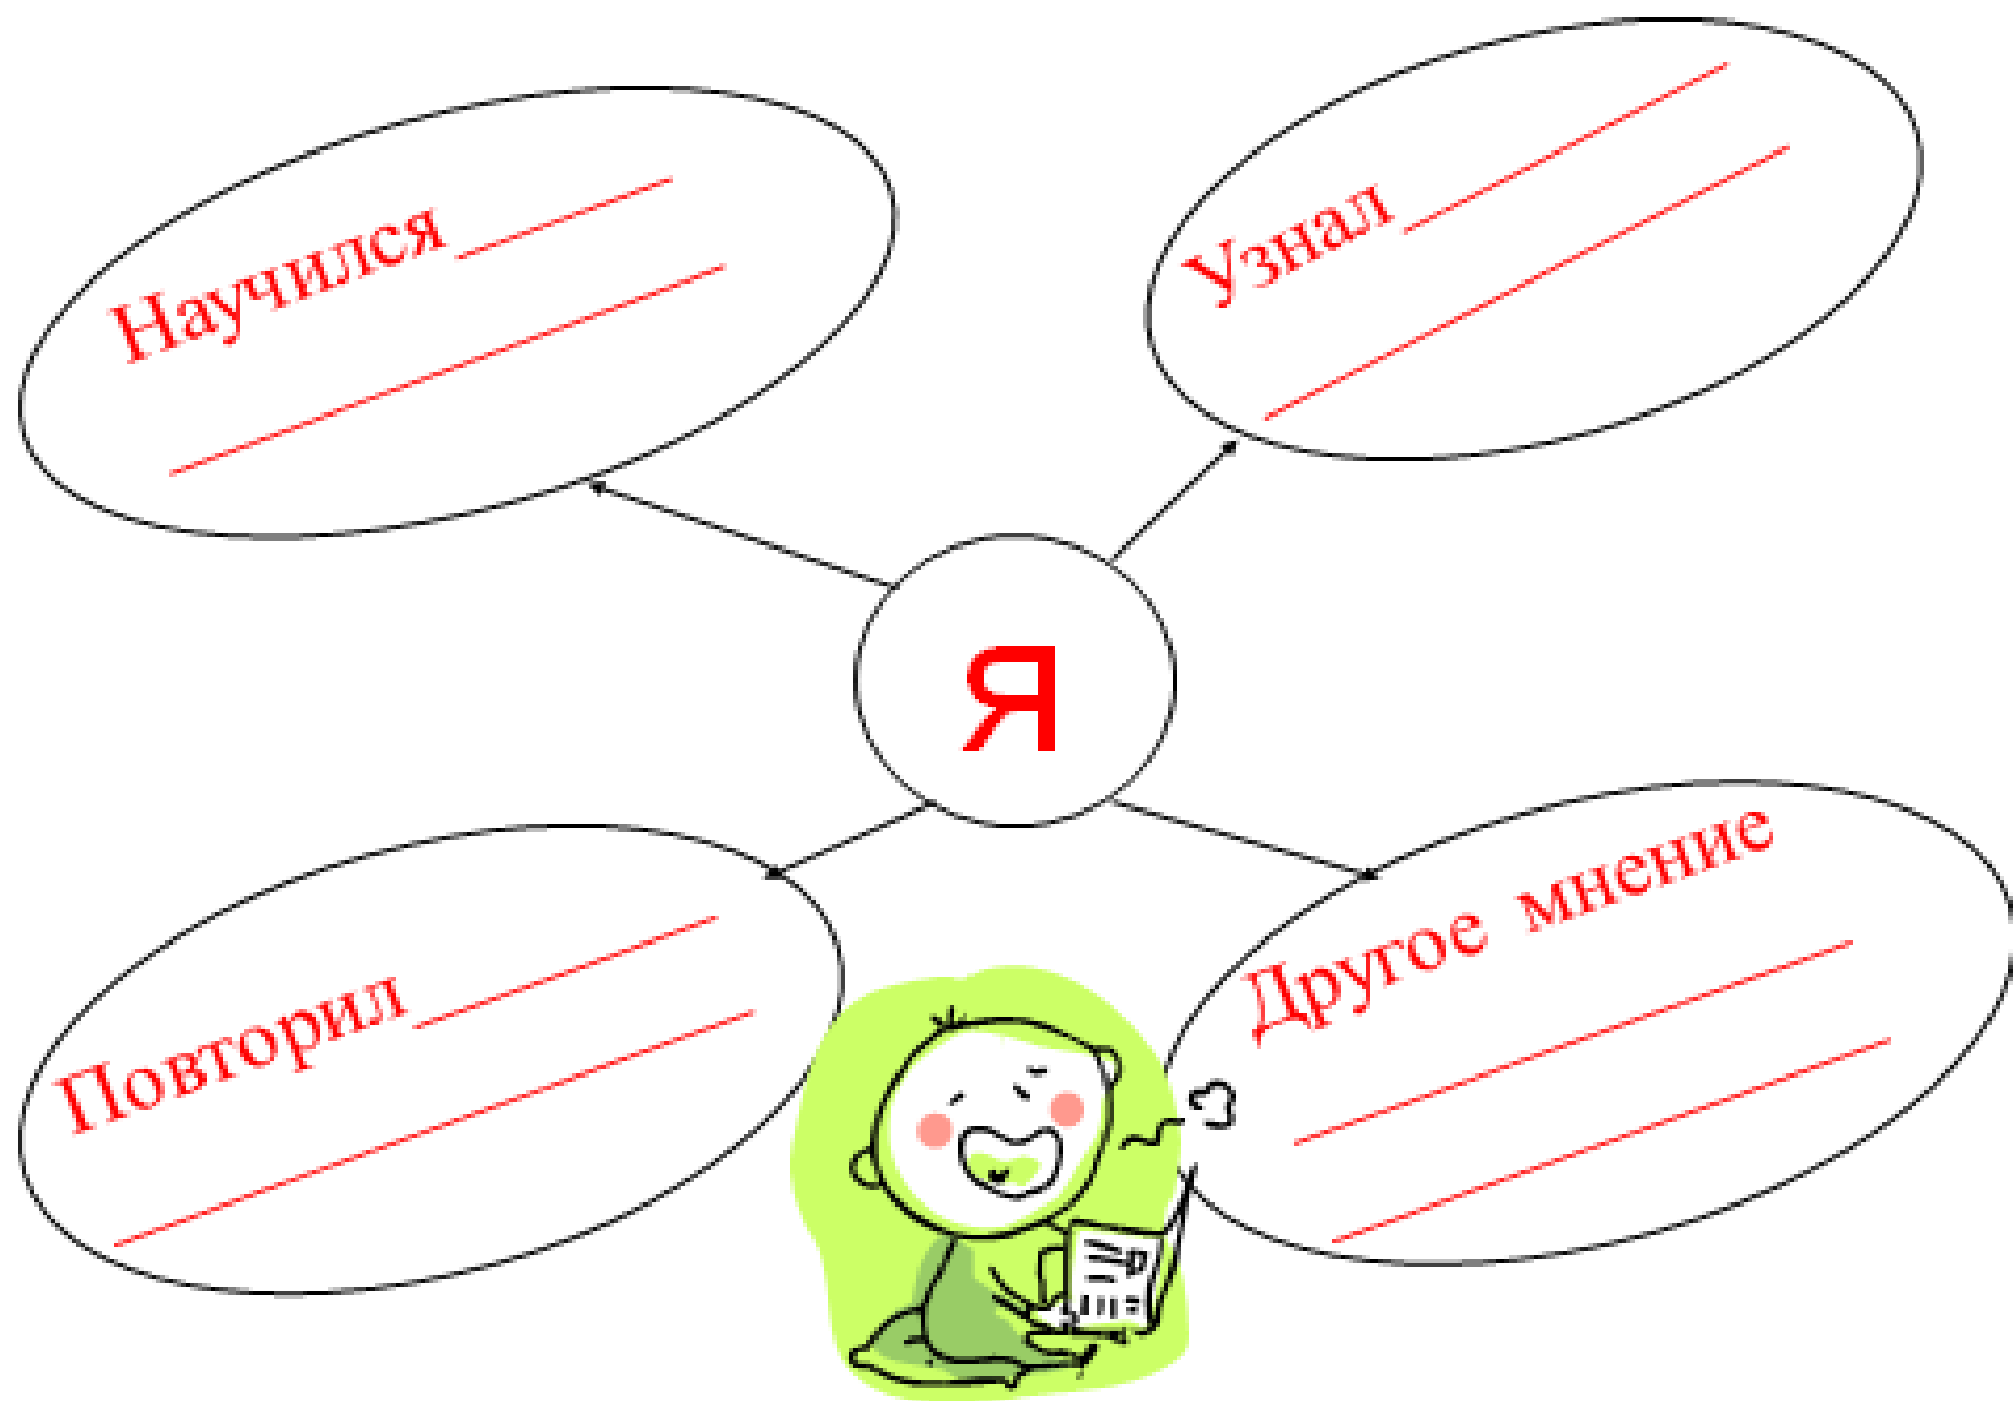 Научился
Узнал
Я
Повторил
Другое мнение